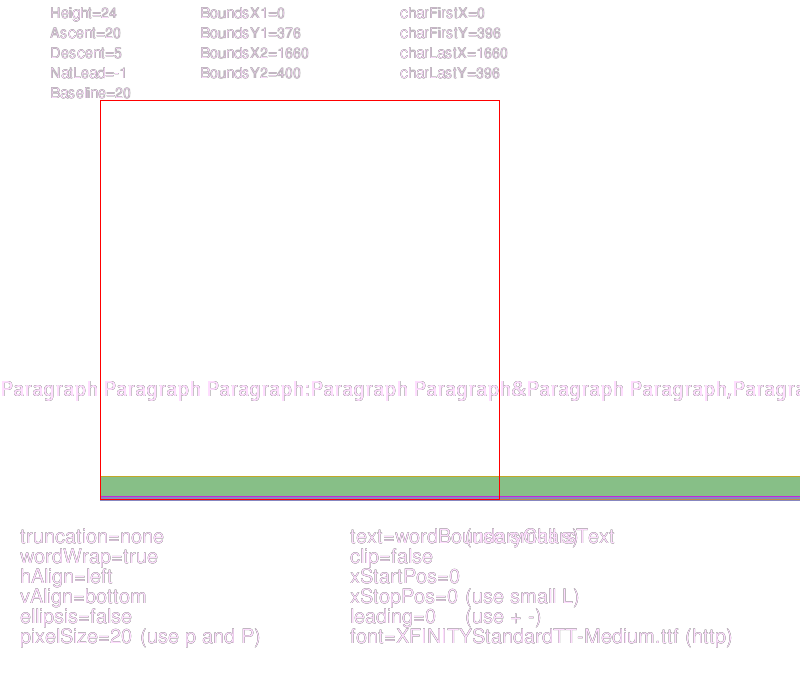 Height=24 BoundsX1=0 charFirstX=0
Ascent=20 BoundsY1=376 charFirstY=396
Descent=5 BoundsX2=1660 charLastX=1660
NatLead=-1 BoundsY2=400 charLastY=396
Baseline=20
Paragraph Paragraph Paragraph:Paragraph Paragraph&Paragraph Paragraph,Paragra
truncation=none text=wordBoundaryCharsText
wordWrap=true clip=false
hAlign=left xStartPos=0
vAlign=bottom xStopPos=0 (use small L)
ellipsis=false leading=0 (use + -)
pixelSize=20 (use p and P) font=XFINITYStandardTT-Medium.ttf (http)